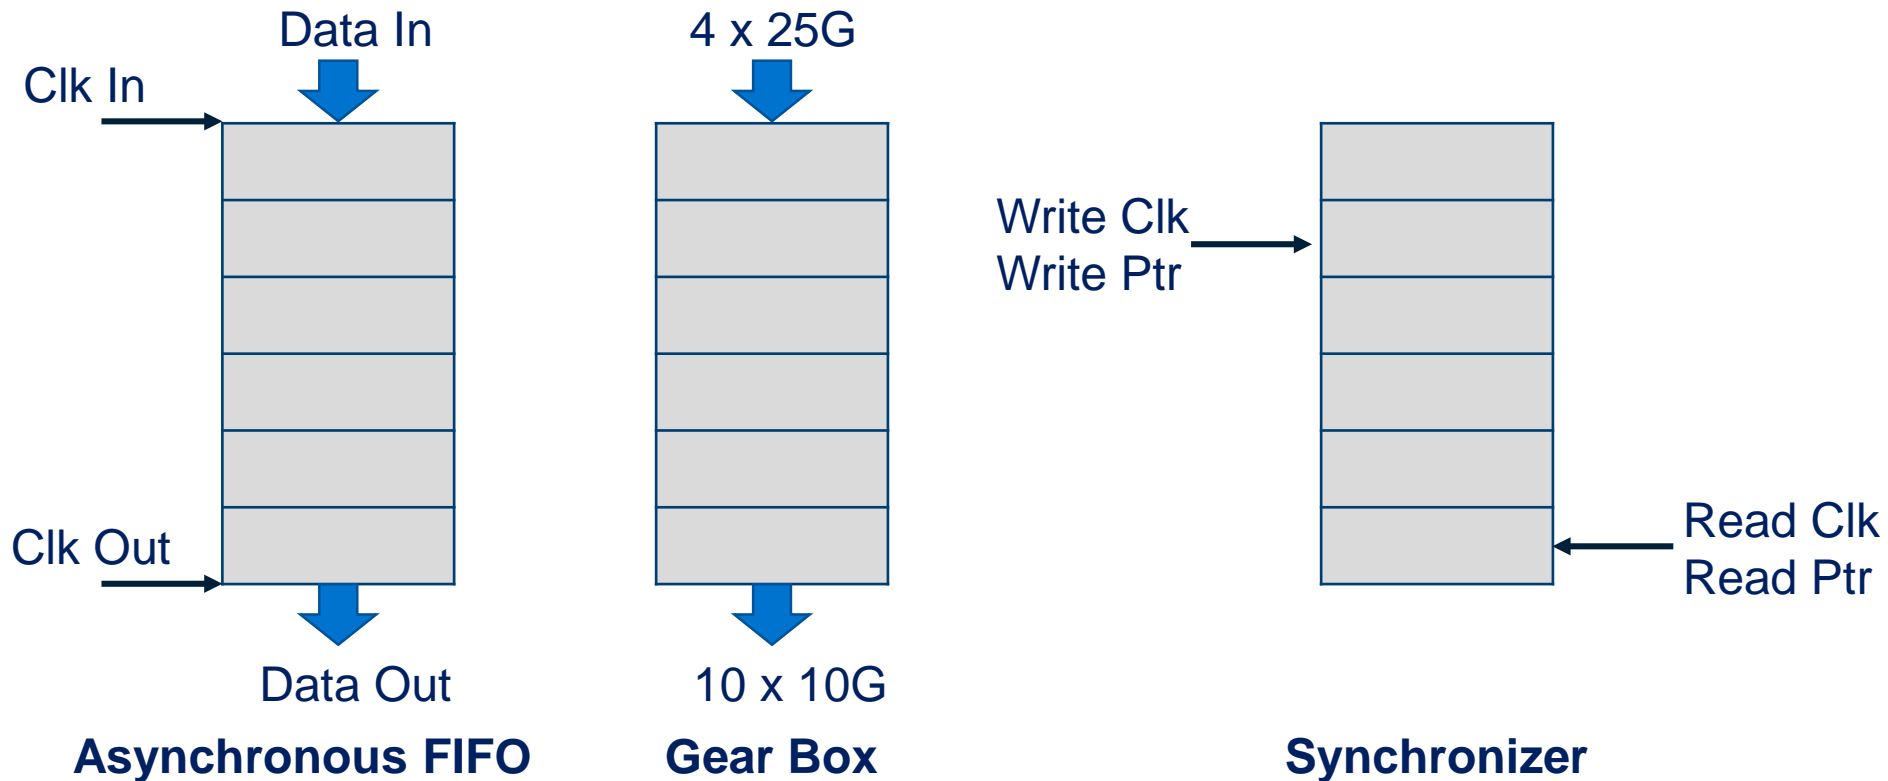 Data In
4 x 25G
Clk In
Write Clk
Write Ptr
Clk Out
Read Clk
Read Ptr
Data Out
10 x 10G
Asynchronous FIFO
Gear Box
Synchronizer